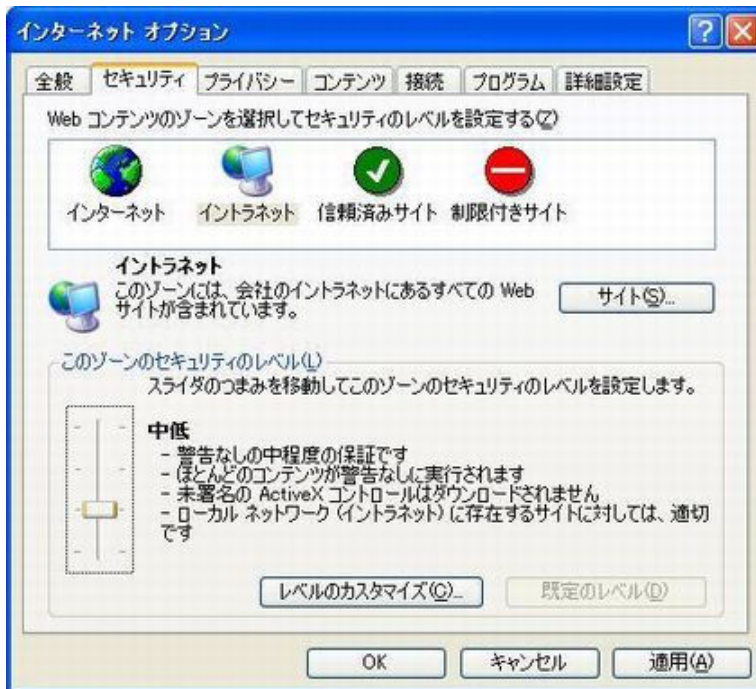 インターネット オプション
全般 セキュリティ プライバシー コンテンツ 接続 プログラム 詳細設定
Web コンテンツのゾーンを選択してセキュリティのレベルを設定する(Z)
インターネット イントラネット 信頼済みサイト 制限付きサイト
イントラネット
このゾーンには、会社のイントラネットにあるすべての Web
サイトが含まれています。
サイト(S)...
このゾーンのセキュリティのレベル(L)
スライダのつまみを移動してこのゾーンのセキュリティのレベルを設定します。
中低
- 警告なしの中程度の保証です
- ほとんどのコンテンツが警告なしに実行されます
- 未署名の ActiveX コントロールはダウンロードされません
- ローカル ネットワーク (イントラネット) に存在するサイトに対しては、適切
です
レベルのカスタマイズ(C)... 既定のレベル(D)
OK キャンセル 適用(A)